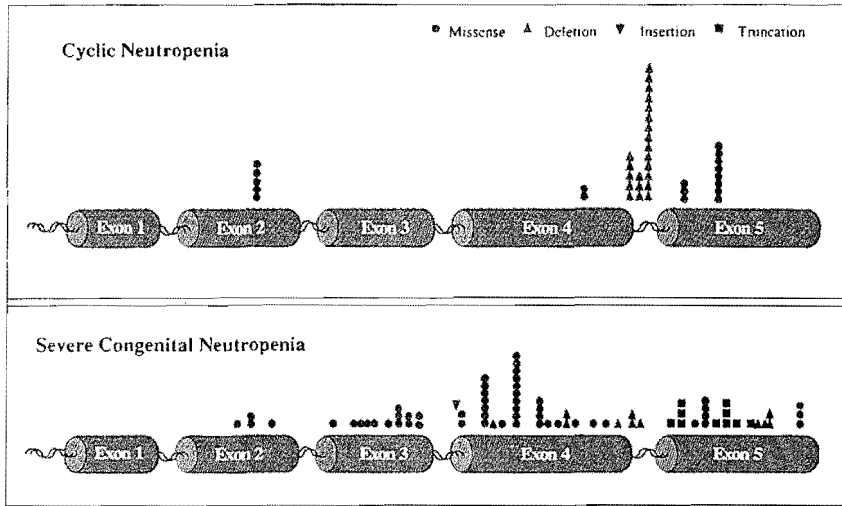 Missense Deletion Insertion Truncation
Cyclic Neutropenia
Exon 1 Exon 2 Exon 3 Exon 4 Exon 5
Severe Congenital Neutropenia
Exon 1 Exon 2 Exon 3 Exon 4 Exon 5